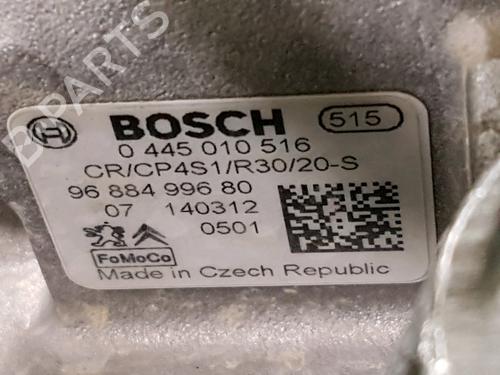 B-PARTS
BOSCH 515
0 445 010 516
CR/CP4S1/R30/20-S
96 884 996 80
07 140312
0501
FoMoCo
Made in Czech Republic